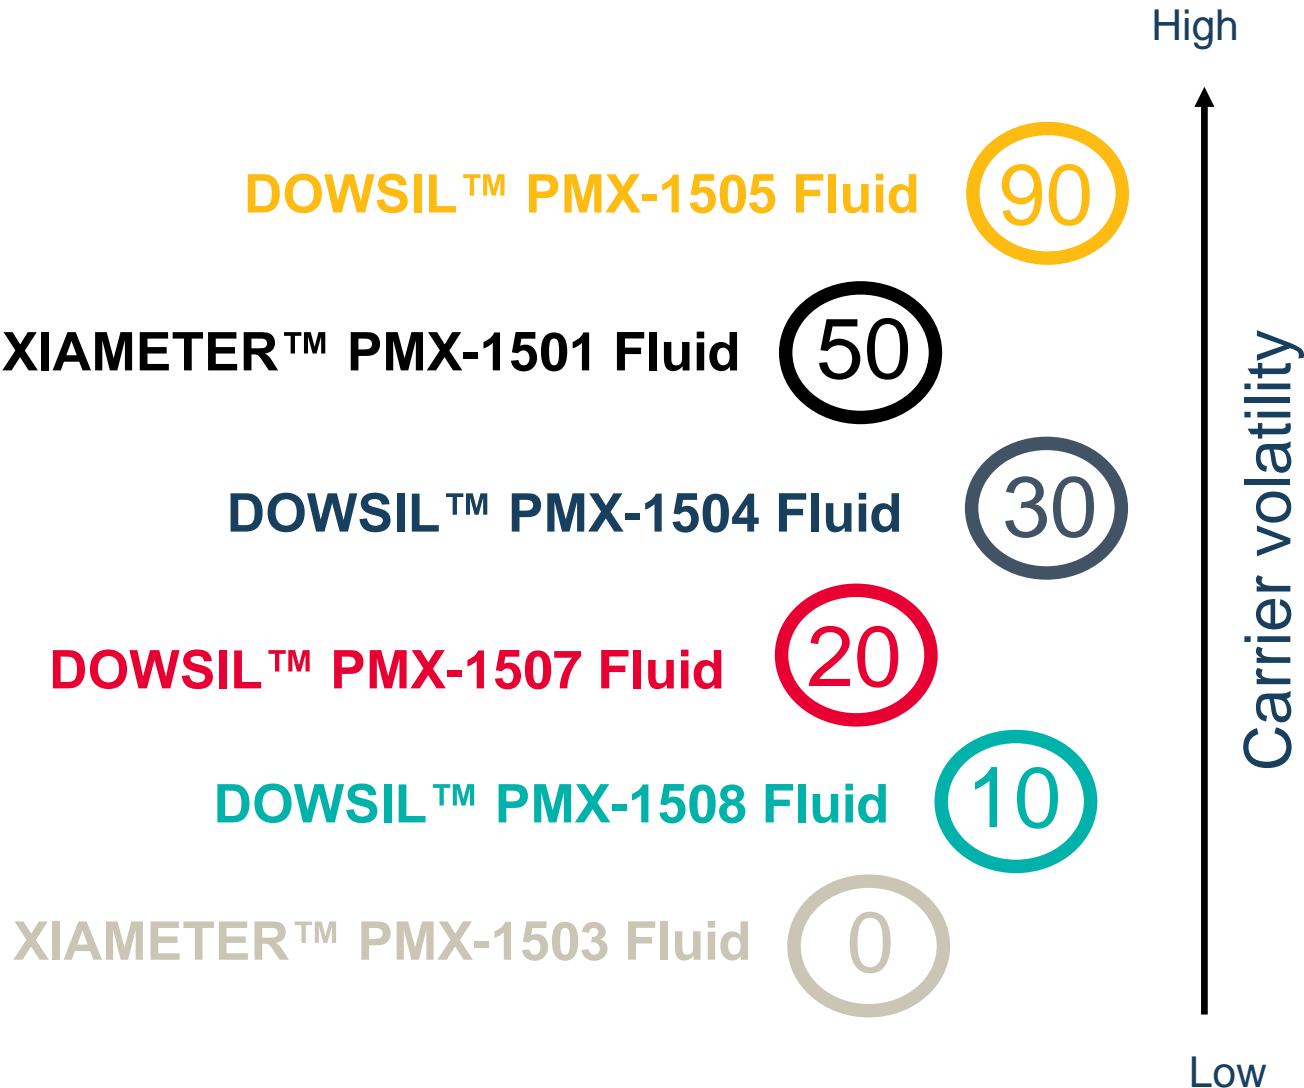 High
DOWSIL™ PMX-1505 Fluid 90
XIAMETER™ PMX-1501 Fluid 50
DOWSIL™ PMX-1504 Fluid 30
DOWSIL™ PMX-1507 Fluid 20
DOWSIL™ PMX-1508 Fluid 10
XIAMETER™ PMX-1503 Fluid 0
Carrier volatility
Low